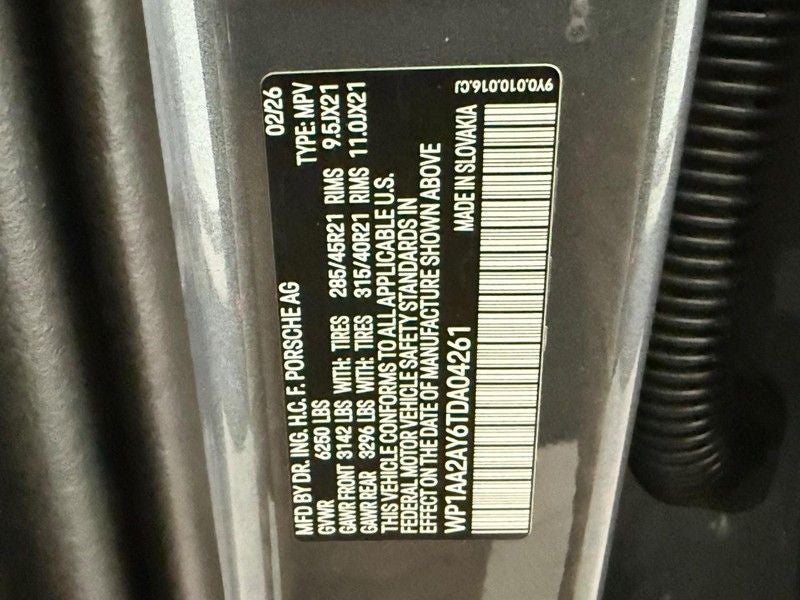 MFD BY DR. ING. H.C. F. PORSCHE AG 02/26
GVWR 6250 LBS TYPE: MPV
GAWR FRONT 3142 LBS WITH: TIRES 285/45R21 RIMS 9.5JX21
GAWR REAR 3296 LBS WITH: TIRES 315/40R21 RIMS 11.0JX21
THIS VEHICLE CONFORMS TO ALL APPLICABLE U.S.
FEDERAL MOTOR VEHICLE SAFETY STANDARDS IN
EFFECT ON THE DATE OF MANUFACTURE SHOWN ABOVE
WP1AA2AY6TDA04261 MADE IN SLOVAKIA
9Y0.010.016.CJ